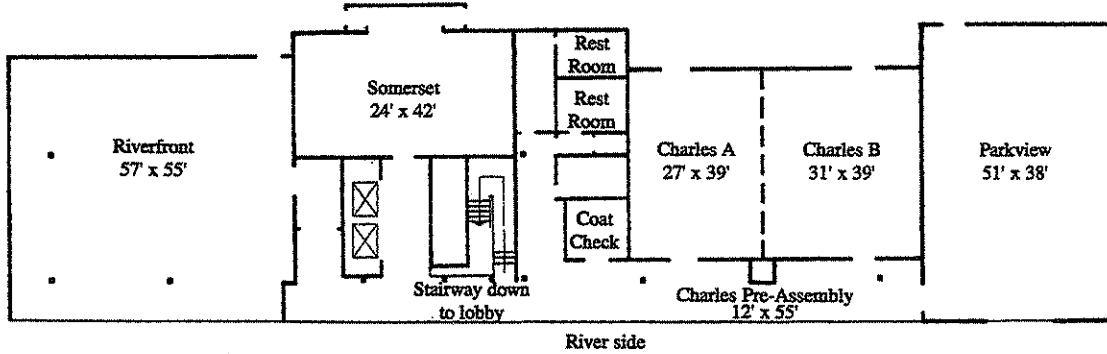 Rest
Room
Somerset
24' x 42'
Rest
Room
Riverfront
57' x 55'
Charles A
27' x 39'
Charles B
31' x 39'
Parkview
51' x 38'
Coat
Check
Stairway down
to lobby
Charles Pre-Assembly
12' x 55'
River side